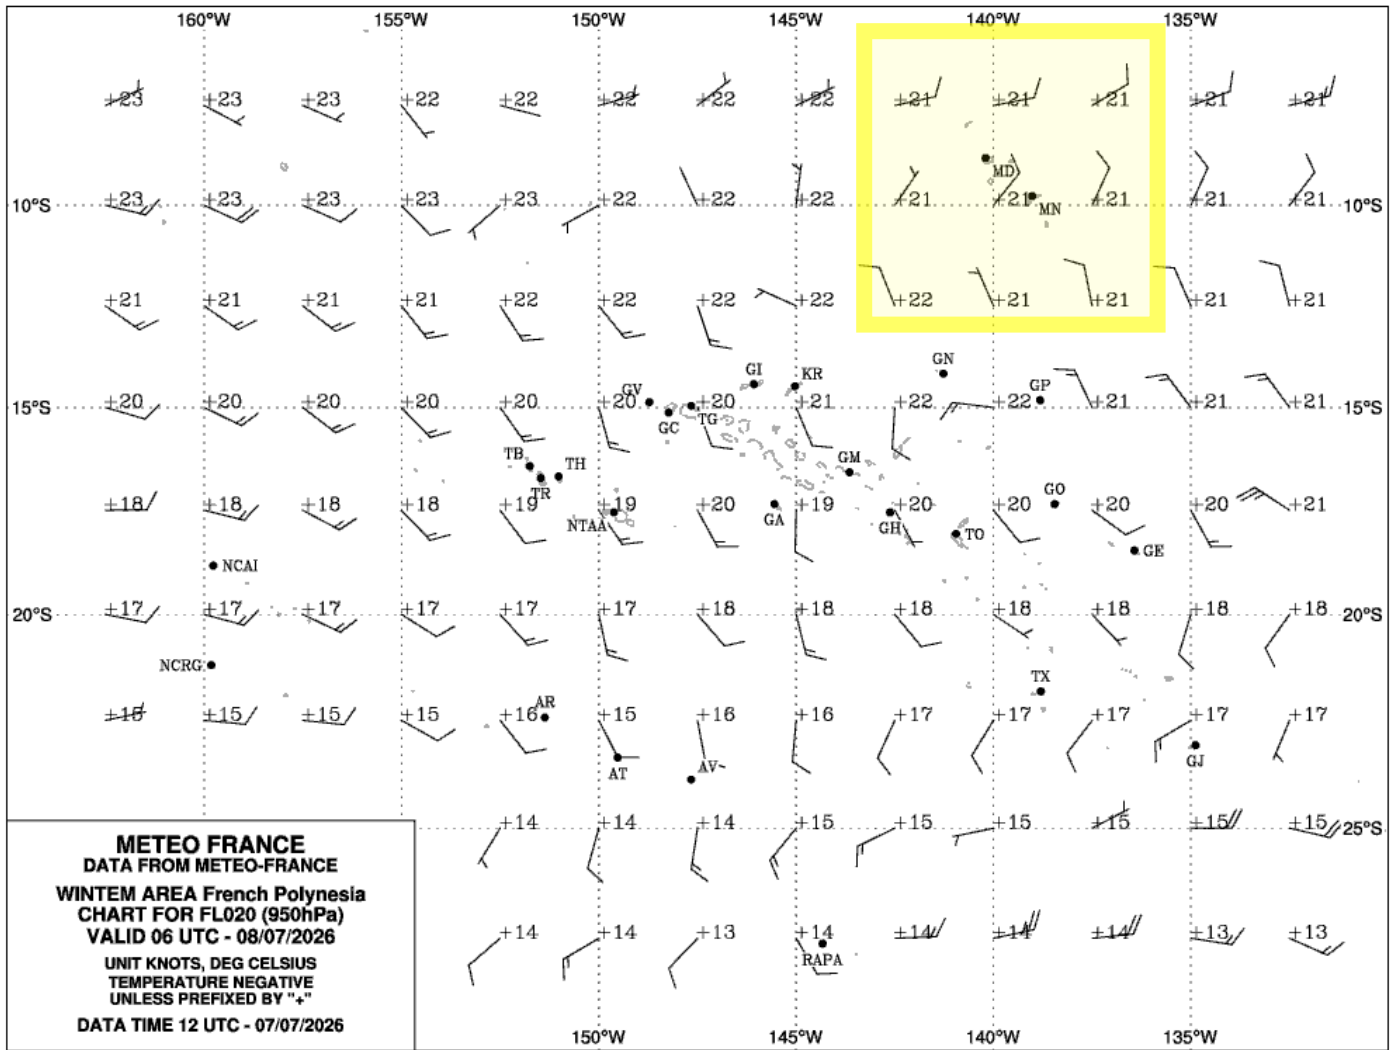 160°W 155°W 150°W 145°W 140°W 135°W
+23 +23 +23 +22 +22 +22 +22 +22 +21 +21 +21 +21 +21
MD
10°S +23 +23 +23 +23 +23 +22 +22 +22 +21 +21 +21 +21 +21 10°S
MN
+21 +21 +21 +21 +22 +22 +22 +22 +22 +21 +21 +21 +21
GI KR GN
GV GP
15°S +20 +20 +20 +20 +20 +20 +20 +21 +22 +22 +21 +21 +21 15°S
GC TG
TB TH GM
TR GO
+18 +18 +18 +18 +19 +19 +20 +19 +20 +20 +20 +20 +21
NTAA GA GH TO
GE
NCAI
20°S +17 +17 +17 +17 +17 +17 +18 +18 +18 +18 +18 +18 +18 20°S
NCRG
TX
AR
+15 +15 +15 +15 +16 +15 +16 +16 +17 +17 +17 +17 +17
AT AV GJ
+14 +14 +14 +15 +15 +15 +15 +15 +15 25°S
+14 +14 +13 +14 +14 +14 +14 +13 +13
RAPA
METEO FRANCE
DATA FROM METEO-FRANCE
WINTEM AREA French Polynesia
CHART FOR FL020 (950hPa)
VALID 06 UTC - 08/07/2026
UNIT KNOTS, DEG CELSIUS
TEMPERATURE NEGATIVE
UNLESS PREFIXED BY "+"
DATA TIME 12 UTC - 07/07/2026
150°W 145°W 140°W 135°W